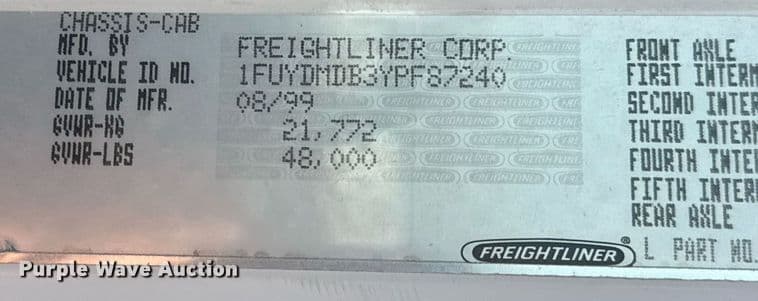 CHASSIS-CAB
MFD. BY FREIGHTLINER CORP.
VEHICLE ID NO. 1FUYDMDB3YPF87240
DATE OF MFR. 08/99
GVWR-KG 21,772
GVWR-LBS 48,000
FRONT AXLE
FIRST INTERM
SECOND INTER
THIRD INTERM
FOURTH INTE
FIFTH INTER
REAR AXLE
FREIGHTLINER ® L PART NO.
Purple Wave Auction